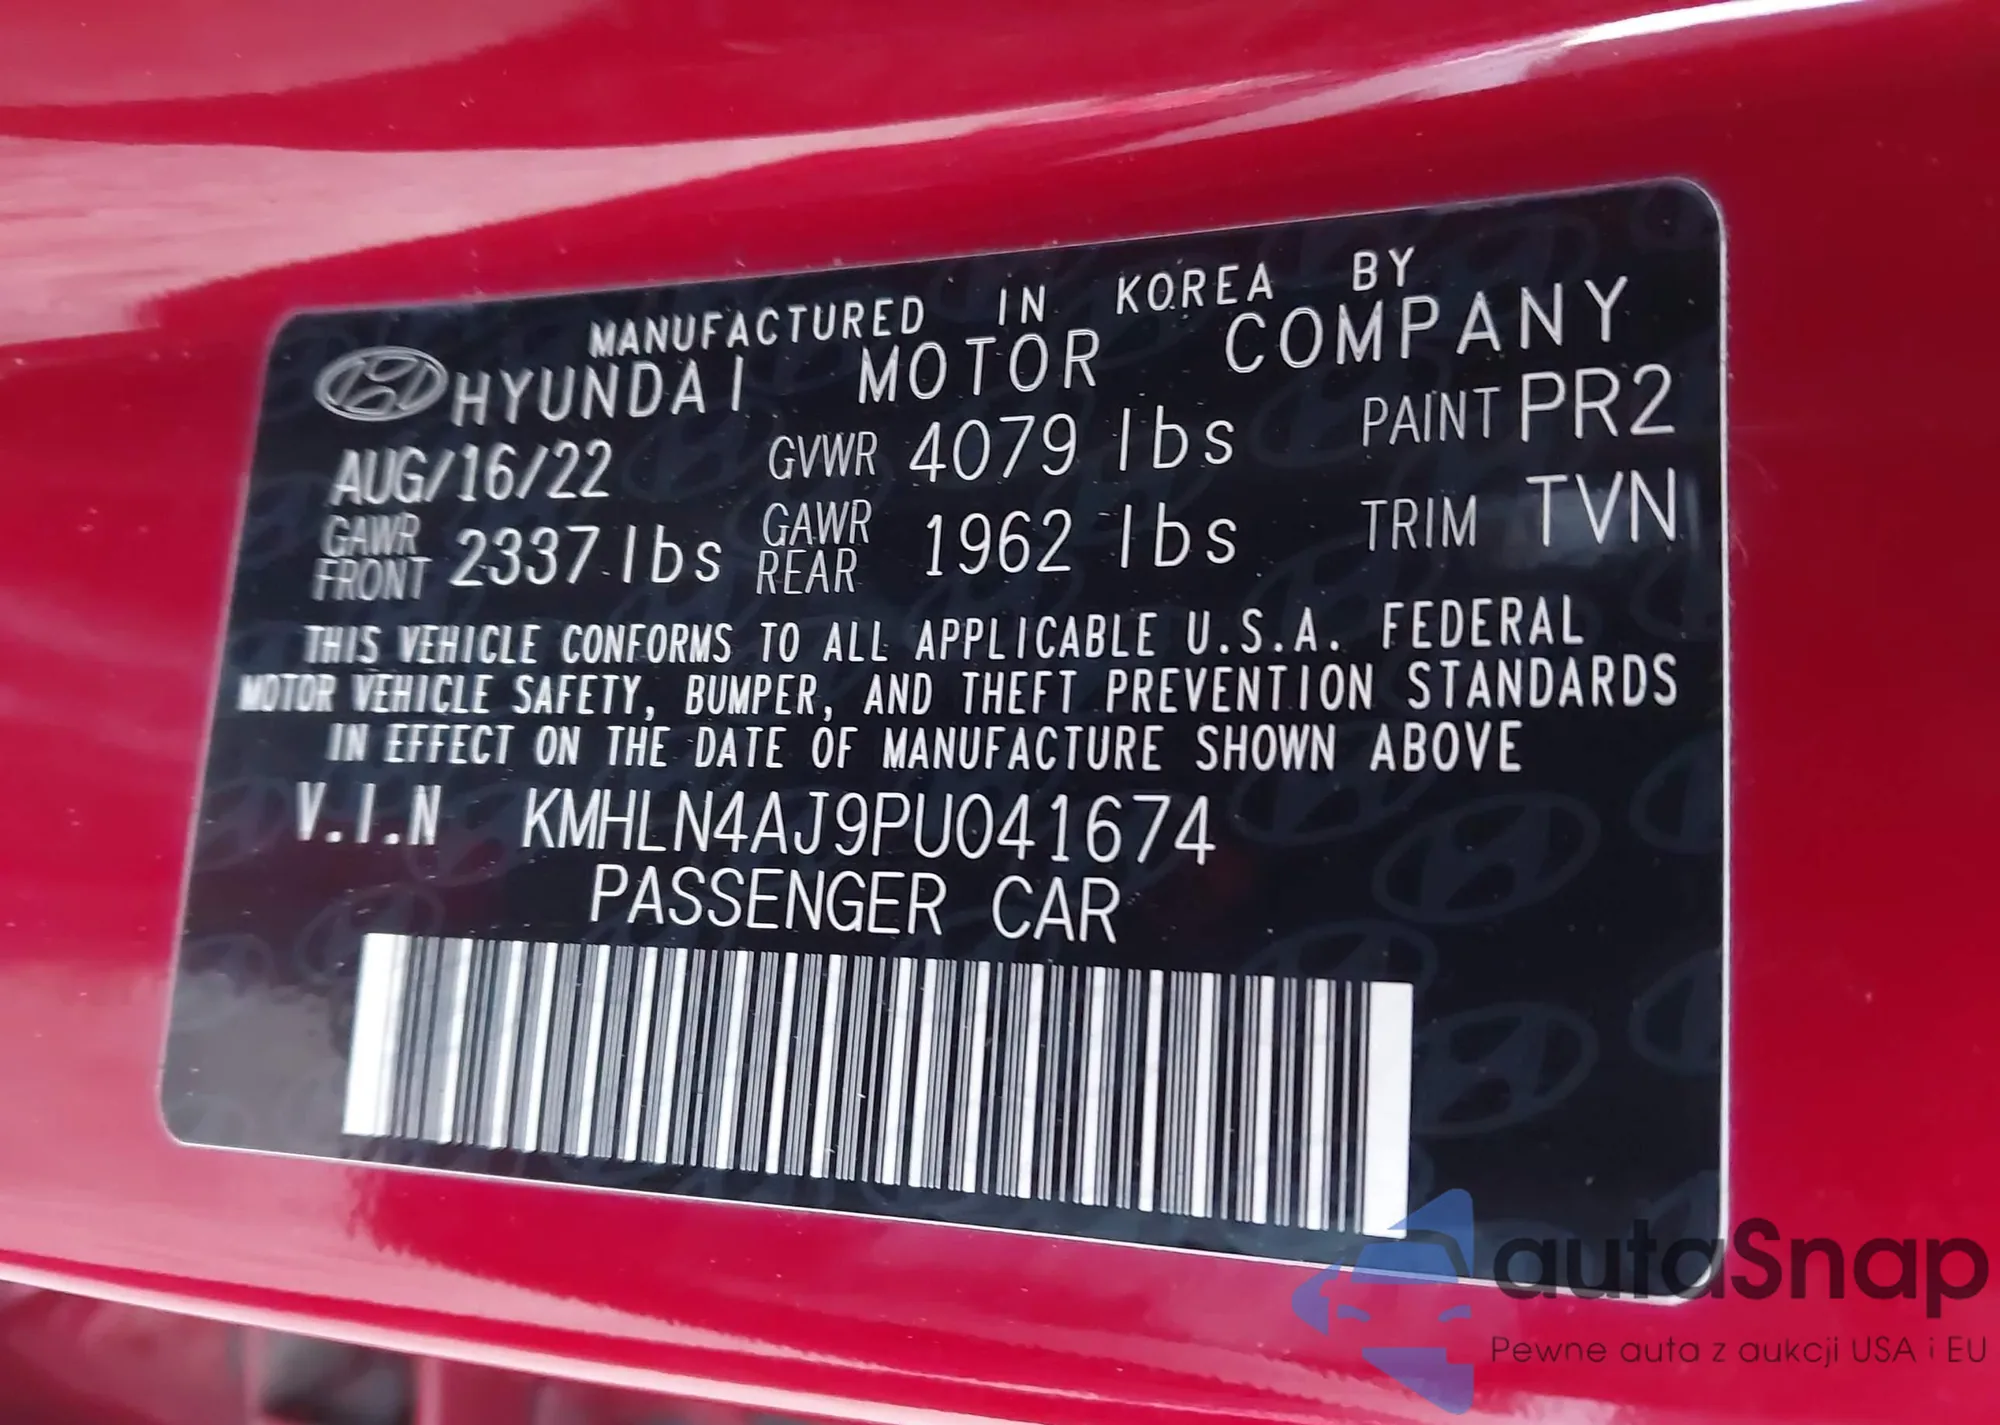 MANUFACTURED IN KOREA BY
HYUNDAI MOTOR COMPANY
AUG/16/22 GVWR 4079 lbs PAINT PR2
GAWR FRONT 2337 lbs GAWR REAR 1962 lbs TRIM TVN
THIS VEHICLE CONFORMS TO ALL APPLICABLE U.S.A. FEDERAL
MOTOR VEHICLE SAFETY, BUMPER, AND THEFT PREVENTION STANDARDS
IN EFFECT ON THE DATE OF MANUFACTURE SHOWN ABOVE
V.I.N KMHLN4AJ9PU041674
PASSENGER CAR
autaSnap
Pewne auta z aukcji USA i EU